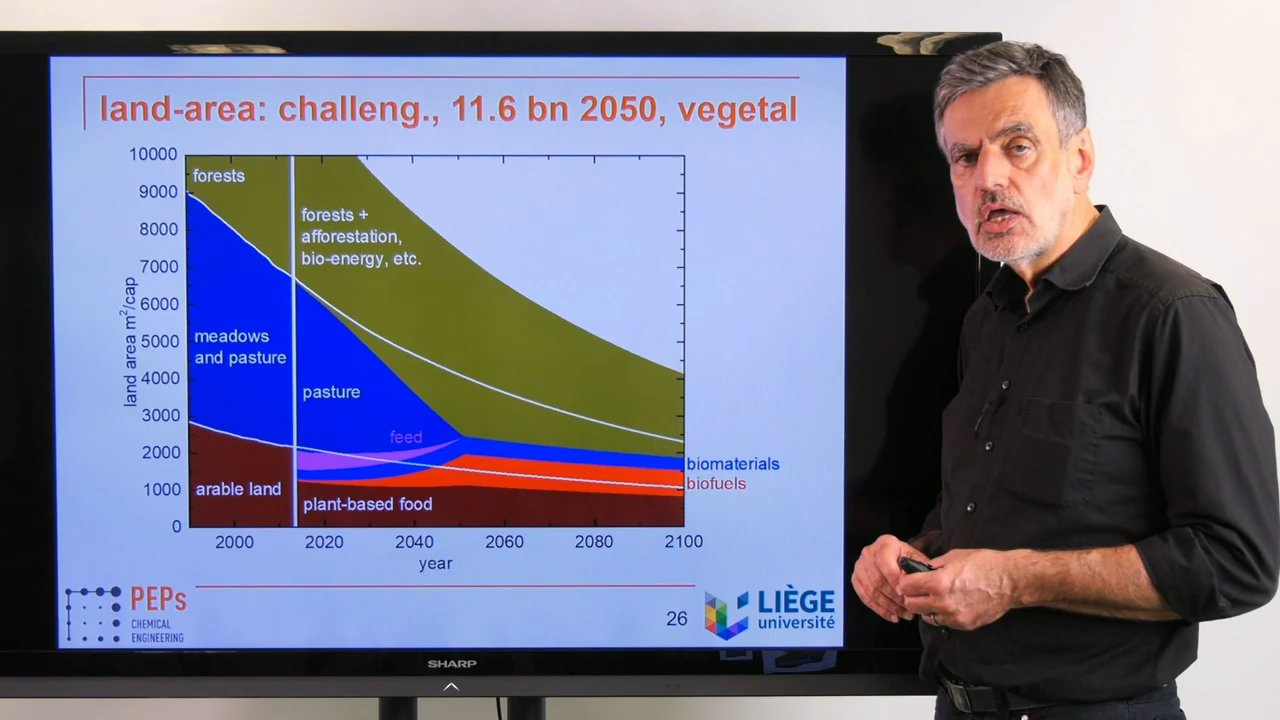 land-area: challeng., 11.6 bn 2050, vegetal
10000
9000
8000
7000
6000
5000
4000
3000
2000
1000
0
land area m²/cap
forests
forests +
afforestation,
bio-energy, etc.
meadows
and pasture
pasture
feed
arable land
plant-based food
biomaterials
biofuels
2000 2020 2040 2060 2080 2100
year
PEPs
CHEMICAL
ENGINEERING
26
LIÈGE
université
SHARP